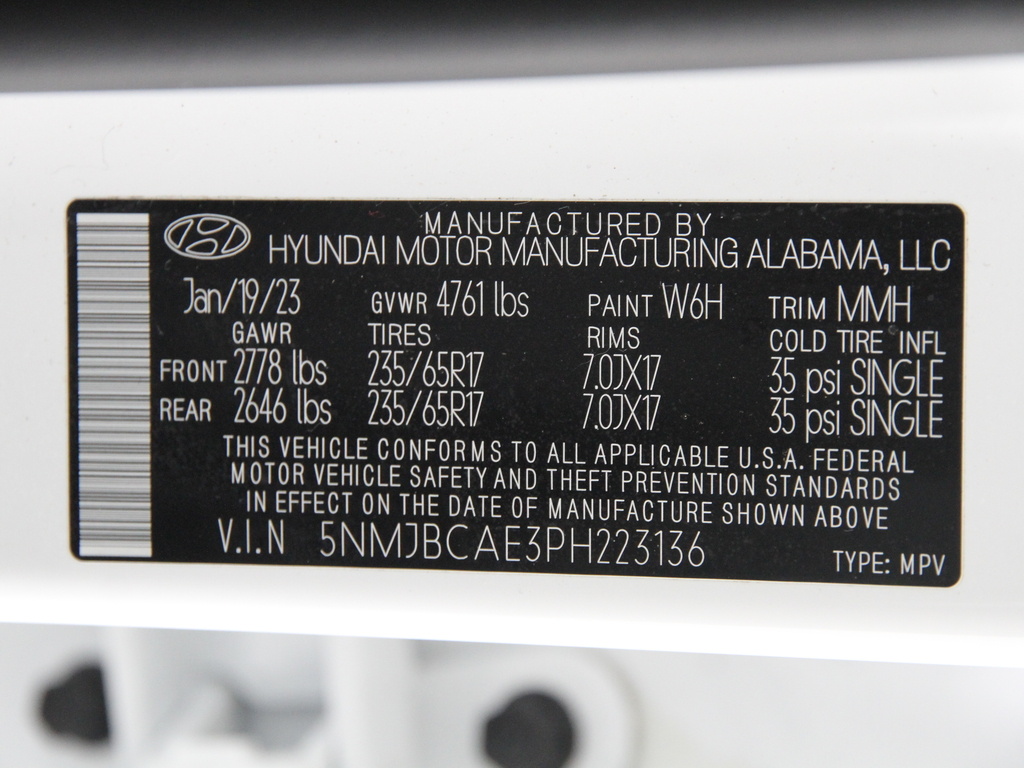 MANUFACTURED BY
HYUNDAI MOTOR MANUFACTURING ALABAMA, LLC
Jan/19/23 GVWR 4761 lbs PAINT W6H TRIM MMH
GAWR TIRES RIMS COLD TIRE INFL
FRONT 2778 lbs 235/65R17 7.0JX17 35 psi SINGLE
REAR 2646 lbs 235/65R17 7.0JX17 35 psi SINGLE
THIS VEHICLE CONFORMS TO ALL APPLICABLE U.S.A. FEDERAL
MOTOR VEHICLE SAFETY AND THEFT PREVENTION STANDARDS
IN EFFECT ON THE DATE OF MANUFACTURE SHOWN ABOVE
V.I.N 5NMJBCAE3PH223136 TYPE: MPV